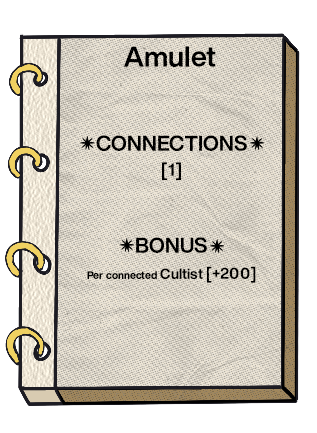 Amulet
✷CONNECTIONS✷
[1]
✷BONUS✷
Per connected Cultist [+200]